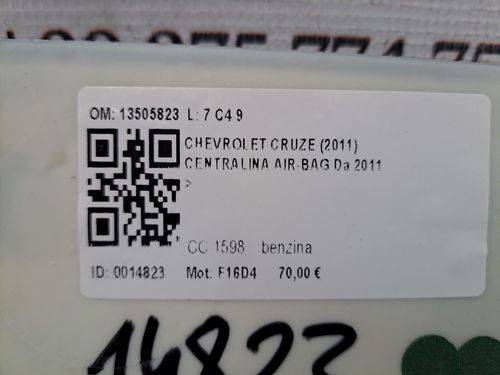 OM: 13505823 L: 7 C4 9
CHEVROLET CRUZE (2011)
CENTRALINA AIR-BAG Da 2011
>
CC 1598 benzina
ID: 0014823 Mot: F16D4 70,00 €
14823